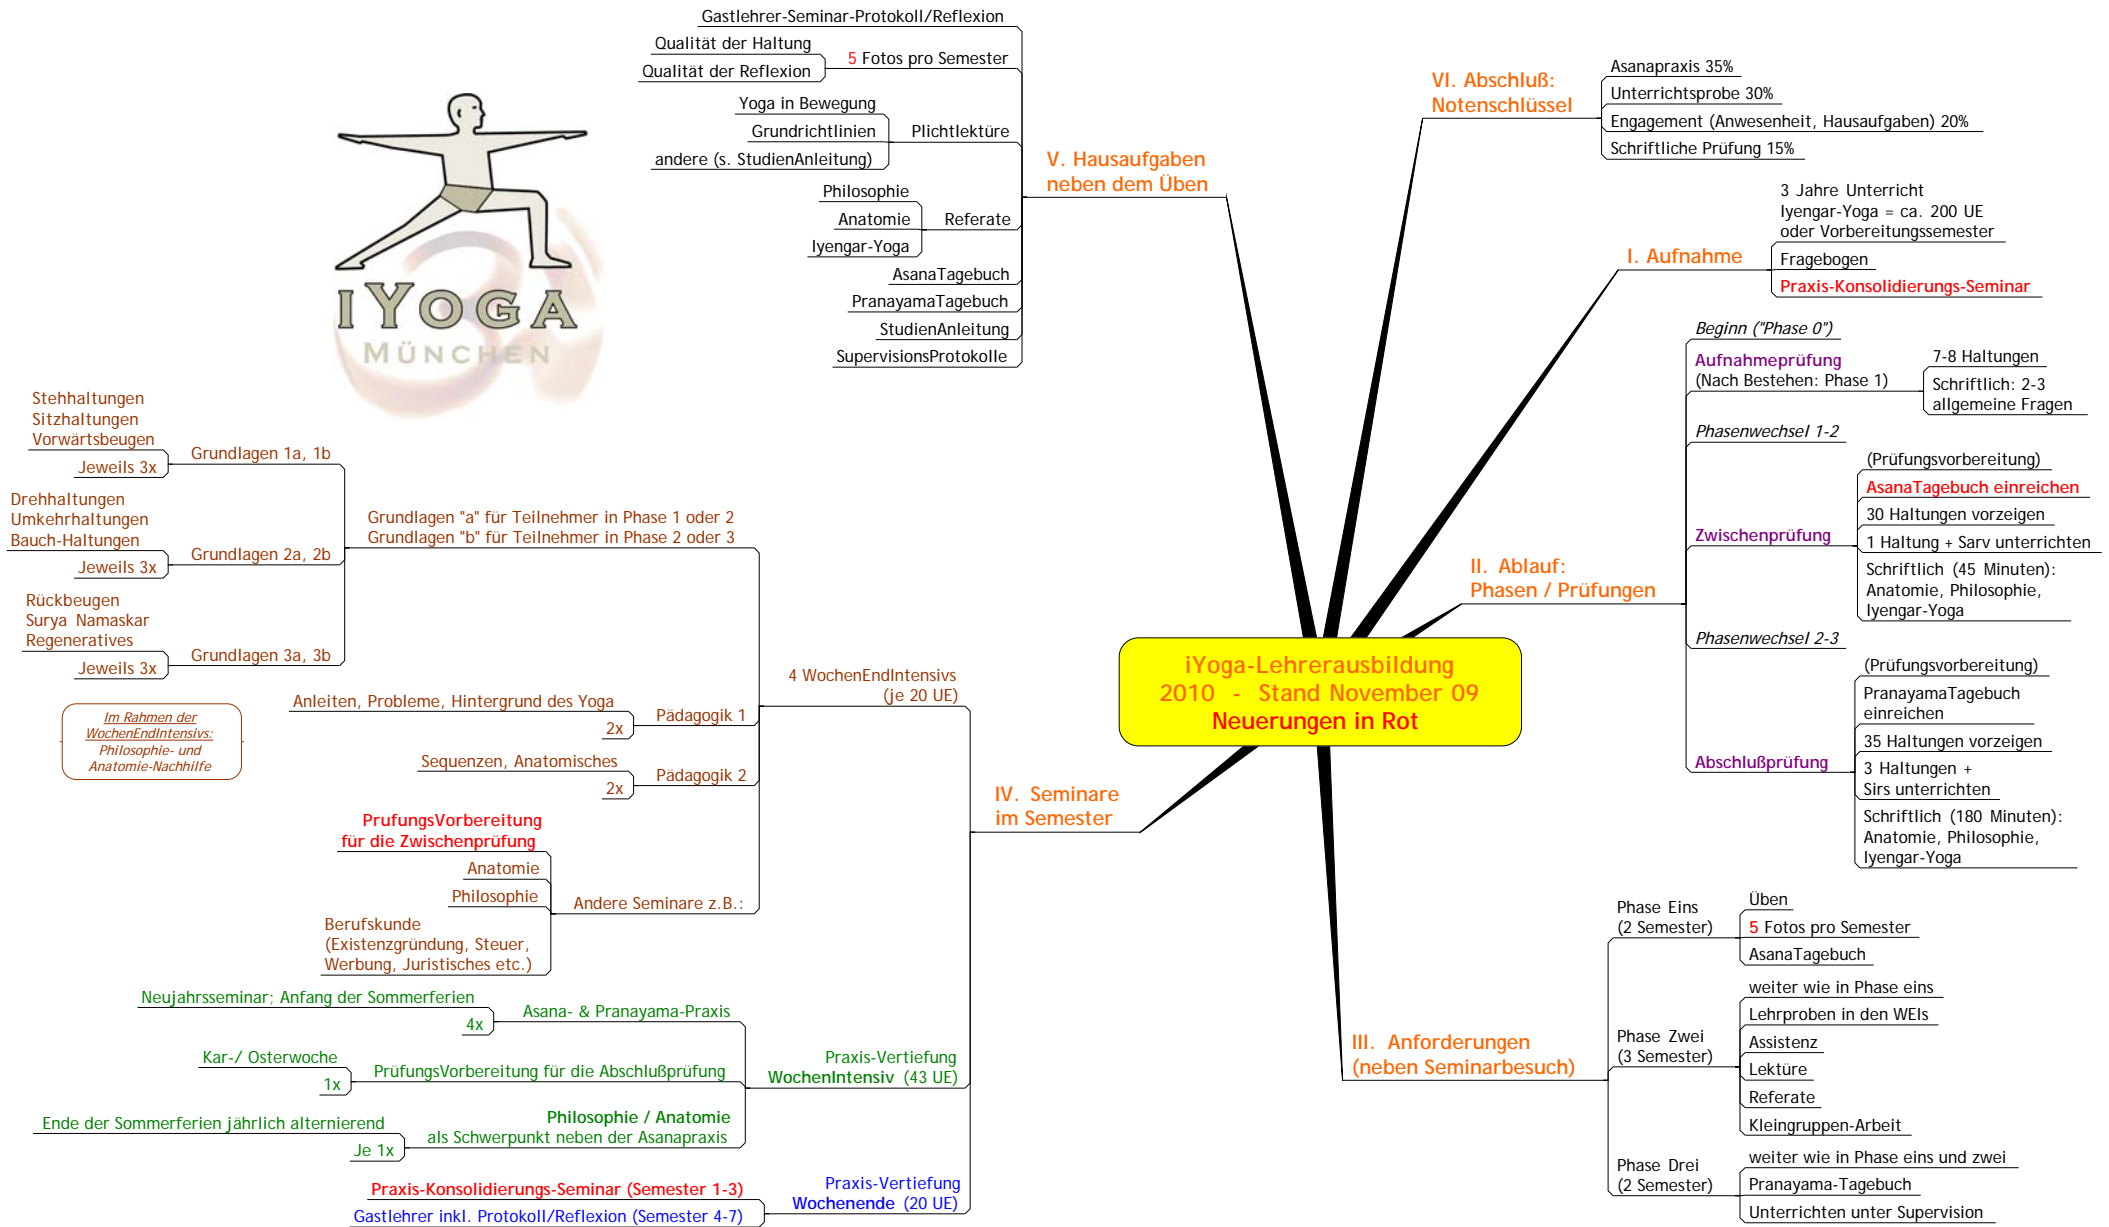 iYoga-Lehrerausbildung
2010 - Stand November 09
Neuerungen in Rot
iYOGA
MÜNCHEN
I. Aufnahme
3 Jahre Unterricht
Iyengar-Yoga = ca. 200 UE
oder Vorbereitungssemester
Fragebogen
Praxis-Konsolidierungs-Seminar
II. Ablauf:
Phasen / Prüfungen
Beginn ("Phase 0")
Aufnahmeprüfung
(Nach Bestehen: Phase 1)
7-8 Haltungen
Schriftlich: 2-3
allgemeine Fragen
Phasenwechsel 1-2
Zwischenprüfung
(Prüfungsvorbereitung)
AsanaTagebuch einreichen
30 Haltungen vorzeigen
1 Haltung + Sarv unterrichten
Schriftlich (45 Minuten):
Anatomie, Philosophie,
Iyengar-Yoga
Phasenwechsel 2-3
Abschlußprüfung
(Prüfungsvorbereitung)
PranayamaTagebuch
einreichen
35 Haltungen vorzeigen
3 Haltungen +
Sirs unterrichten
Schriftlich (180 Minuten):
Anatomie, Philosophie,
Iyengar-Yoga
III. Anforderungen
(neben Seminarbesuch)
Phase Eins
(2 Semester)
Üben
5 Fotos pro Semester
AsanaTagebuch
Phase Zwei
(3 Semester)
weiter wie in Phase eins
Lehrproben in den WEIs
Assistenz
Lektüre
Referate
Kleingruppen-Arbeit
Phase Drei
(2 Semester)
weiter wie in Phase eins und zwei
Pranayama-Tagebuch
Unterrichten unter Supervision
IV. Seminare
im Semester
4 WochenEndIntensivs
(je 20 UE)
Grundlagen "a" für Teilnehmer in Phase 1 oder 2
Grundlagen "b" für Teilnehmer in Phase 2 oder 3
Grundlagen 1a, 1b
Stehhaltungen
Sitzhaltungen
Vorwärtsbeugen
Jeweils 3x
Grundlagen 2a, 2b
Drehhaltungen
Umkehrhaltungen
Bauch-Haltungen
Jeweils 3x
Grundlagen 3a, 3b
Rückbeugen
Surya Namaskar
Regeneratives
Jeweils 3x
Im Rahmen der
WochenEndIntensivs:
Philosophie- und
Anatomie-Nachhilfe
Pädagogik 1
Anleiten, Probleme, Hintergrund des Yoga
2x
Pädagogik 2
Sequenzen, Anatomisches
2x
Andere Seminare z.B.:
PrufungsVorbereitung
für die Zwischenprüfung
Anatomie
Philosophie
Berufskunde
(Existenzgründung, Steuer,
Werbung, Juristisches etc.)
Praxis-Vertiefung
WochenIntensiv (43 UE)
Asana- & Pranayama-Praxis
Neujahrsseminar; Anfang der Sommerferien
4x
PrüfungsVorbereitung für die Abschlußprüfung
Kar-/ Osterwoche
1x
Philosophie / Anatomie
als Schwerpunkt neben der Asanapraxis
Ende der Sommerferien jährlich alternierend
Je 1x
Praxis-Vertiefung
Wochenende (20 UE)
Praxis-Konsolidierungs-Seminar (Semester 1-3)
Gastlehrer inkl. Protokoll/Reflexion (Semester 4-7)
V. Hausaufgaben
neben dem Üben
Gastlehrer-Seminar-Protokoll/Reflexion
5 Fotos pro Semester
Qualität der Haltung
Qualität der Reflexion
Plichtlektüre
Yoga in Bewegung
Grundrichtlinien
andere (s. StudienAnleitung)
Referate
Philosophie
Anatomie
Iyengar-Yoga
AsanaTagebuch
PranayamaTagebuch
StudienAnleitung
SupervisionsProtokolle
VI. Abschluß:
Notenschlüssel
Asanapraxis 35%
Unterrichtsprobe 30%
Engagement (Anwesenheit, Hausaufgaben) 20%
Schriftliche Prüfung 15%